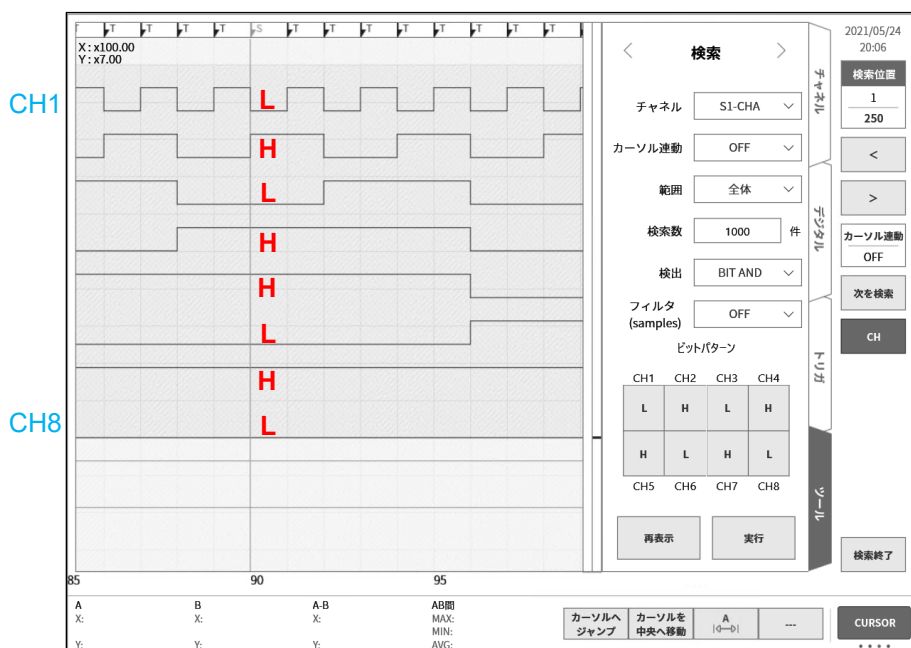 T T T T S T T T T T T T T
X : x100.00
Y : x7.00
CH1
L
H
L
H
H
L
H
CH8
L
85
90
95
検索
チャネル
S1-CHA
カーソル連動
OFF
範囲
全体
検索数
1000
件
検出
BIT AND
フィルタ
(samples)
OFF
ビットパターン
CH1 CH2 CH3 CH4
L H L H
H L H L
CH5 CH6 CH7 CH8
再表示
実行
チャネル
デジタル
トリガ
ツール
2021/05/24
20:06
検索位置
1
250
<
>
カーソル連動
OFF
次を検索
CH
検索終了
A B A-B AB間
X: X: X: MAX:
MIN:
Y: Y: Y: AVG:
カーソルへ
ジャンプ
カーソルを
中央へ移動
A
---
CURSOR